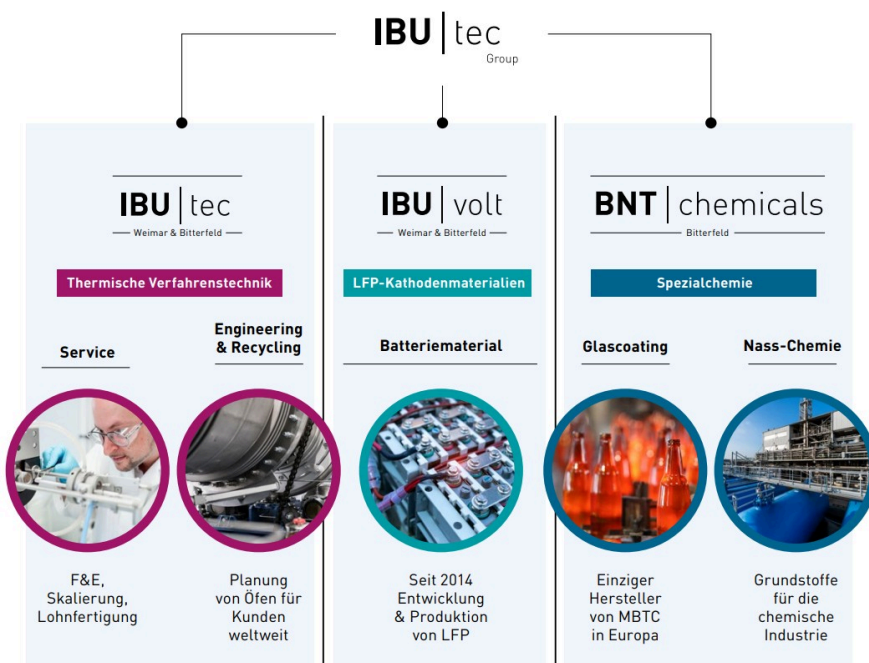 IBU|tec
Group
IBU|tec
Weimar & Bitterfeld
Thermische Verfahrenstechnik
Service
Engineering
& Recycling
F&E,
Skalierung,
Lohnfertigung
Planung
von Öfen für
Kunden
weltweit
IBU|volt
Weimar & Bitterfeld
LFP-Kathodenmaterialien
Batteriematerial
Seit 2014
Entwicklung
& Produktion
von LFP
BNT|chemicals
Bitterfeld
Spezialchemie
Glascoating
Nass-Chemie
Einziger
Hersteller
von MBTC
in Europa
Grundstoffe
für die
chemische
Industrie